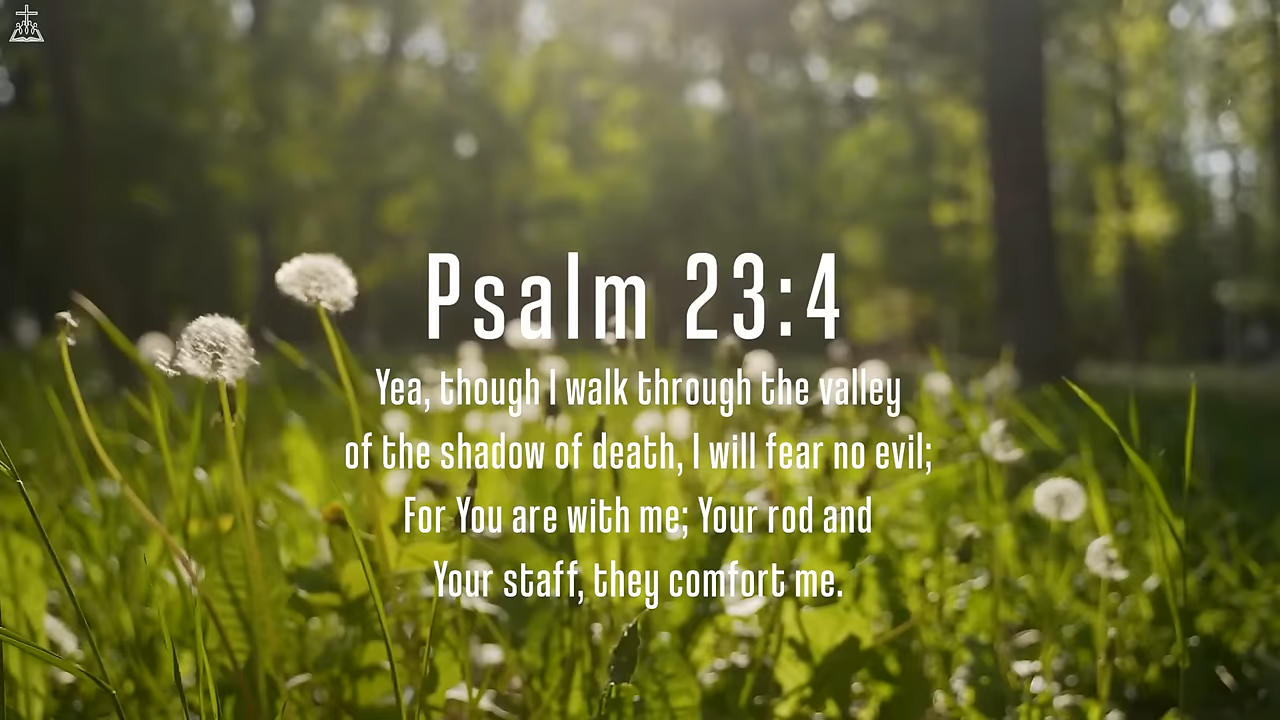 Psalm 23:4
Yea, though I walk through the valley
of the shadow of death, I will fear no evil;
For You are with me; Your rod and
Your staff, they comfort me.